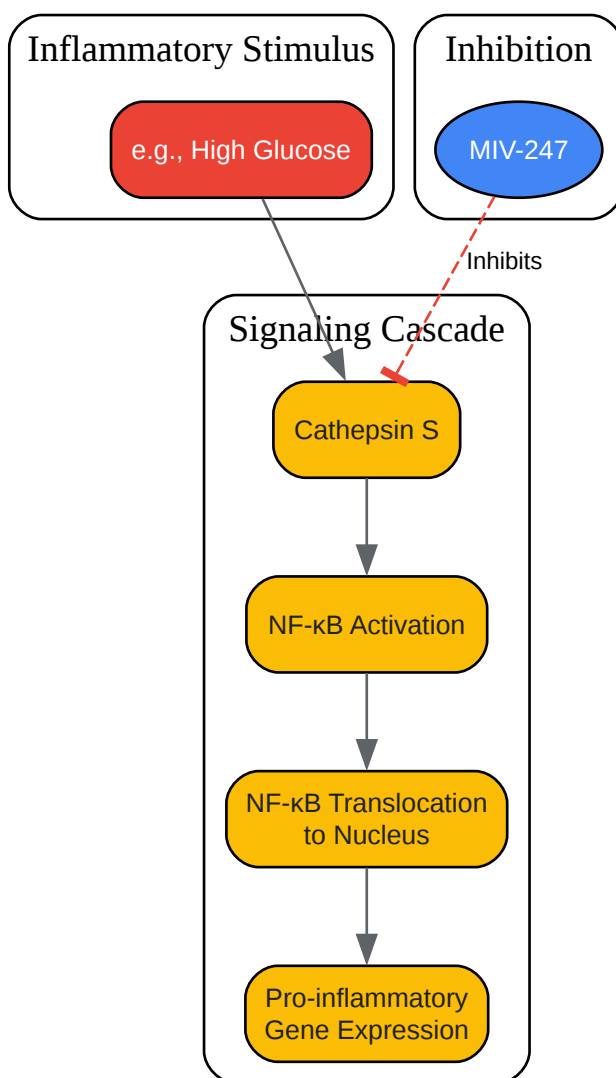 Inflammatory Stimulus
Inhibition
e.g., High Glucose
MIV-247
Inhibits
Signaling Cascade
Cathepsin S
NF-κB Activation
NF-κB Translocation
to Nucleus
Pro-inflammatory
Gene Expression